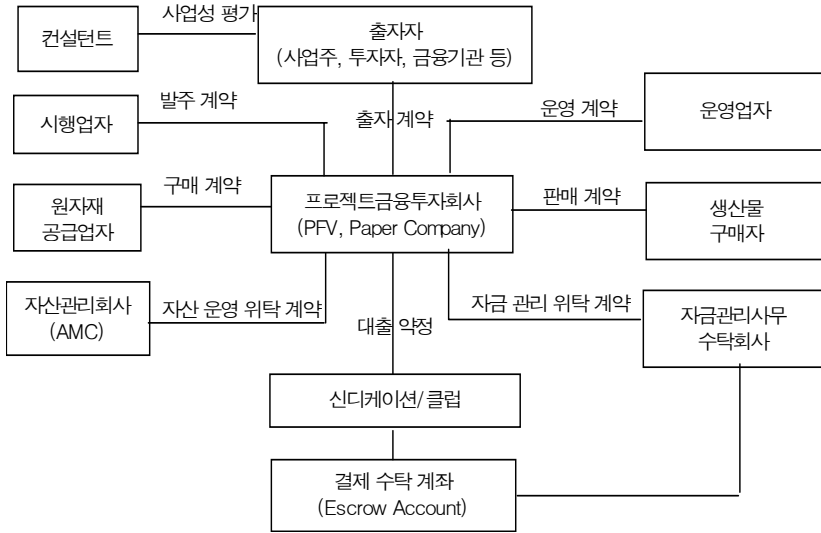 사업성 평가
컨설턴트
출자자
(사업주, 투자자, 금융기관 등)
시행업자
발주 계약
출자 계약
운영 계약
운영업자
원자재
공급업자
구매 계약
프로젝트금융투자회사
(PFV, Paper Company)
판매 계약
생산물
구매자
자산관리회사
(AMC)
자산 운영 위탁 계약
대출 약정
자금 관리 위탁 계약
자금관리사무
수탁회사
신디케이션/클럽
결제 수탁 계좌
(Escrow Account)